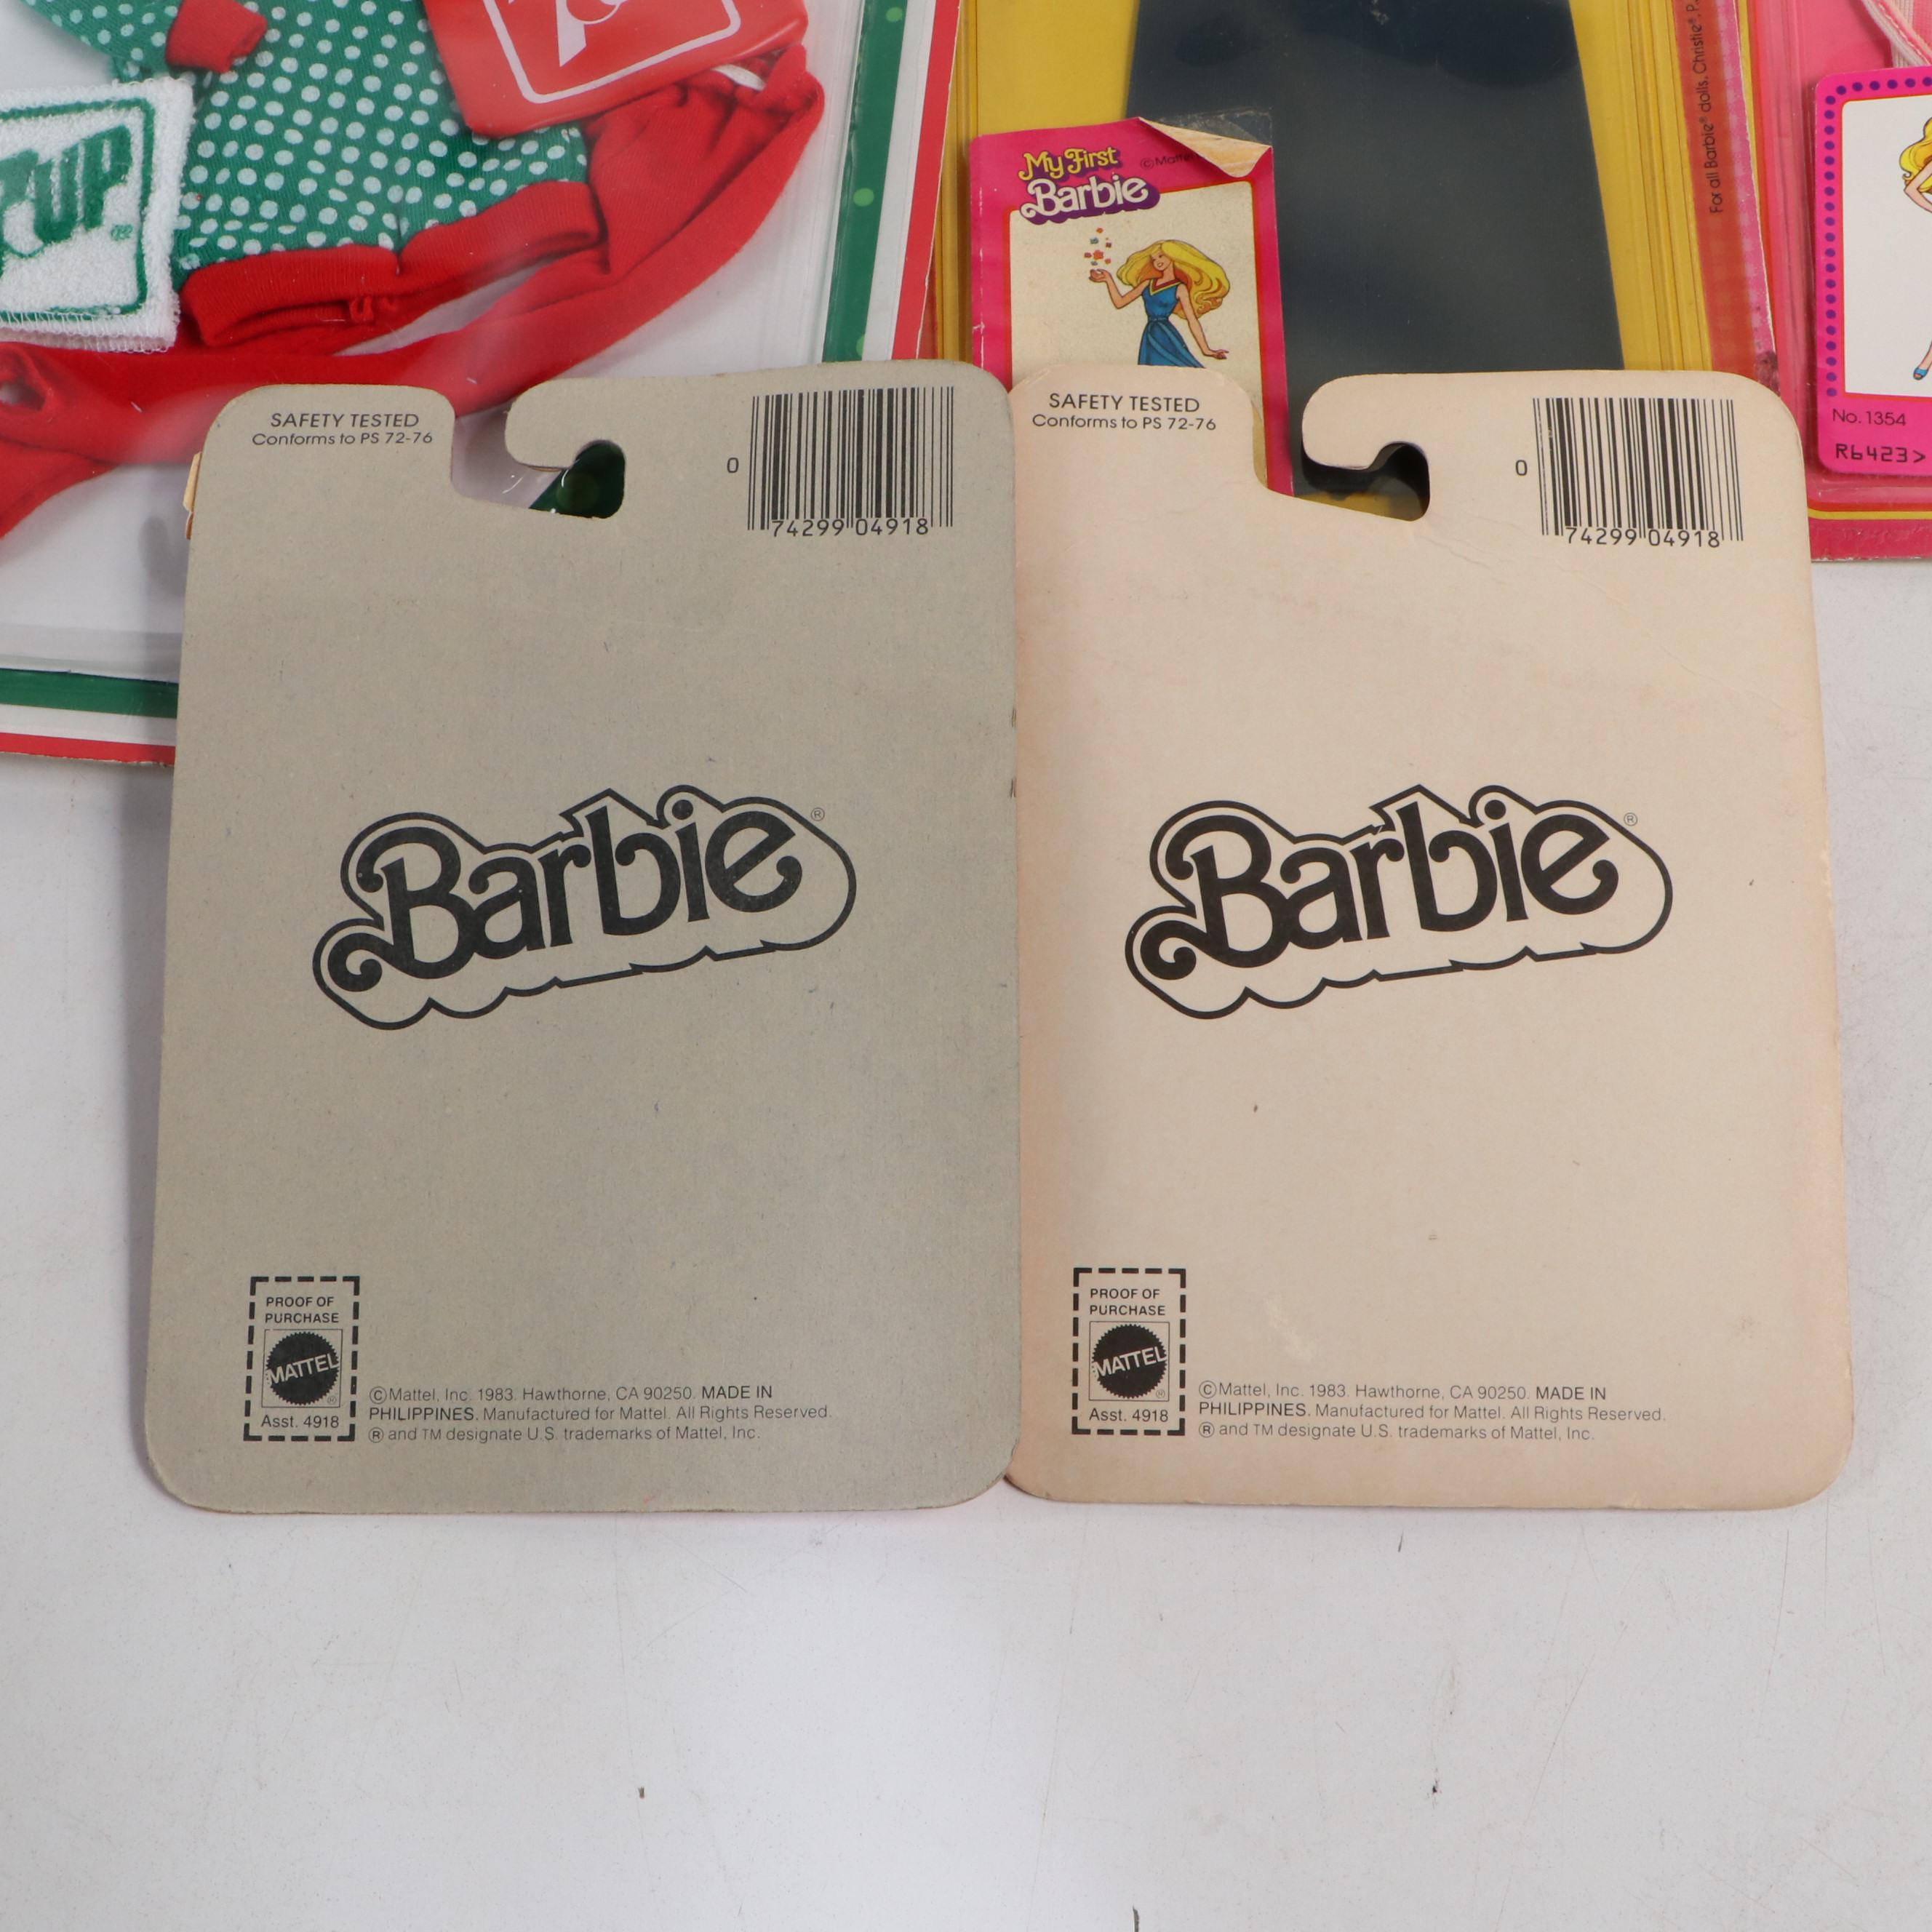 7UP
My First
Barbie
©Mattel
For all Barbie® dolls, Christie®, P
No. 1354
R6423>
SAFETY TESTED
Conforms to PS 72-76
0
74299 04918
Barbie®
PROOF OF
PURCHASE
MATTEL®
Asst. 4918
©Mattel, Inc. 1983. Hawthorne, CA 90250. MADE IN
PHILIPPINES. Manufactured for Mattel. All Rights Reserved.
® and TM designate U.S. trademarks of Mattel, Inc.
SAFETY TESTED
Conforms to PS 72-76
0
74299 04918
Barbie®
PROOF OF
PURCHASE
MATTEL®
Asst. 4918
©Mattel, Inc. 1983. Hawthorne, CA 90250. MADE IN
PHILIPPINES. Manufactured for Mattel. All Rights Reserved.
® and TM designate U.S. trademarks of Mattel, Inc.